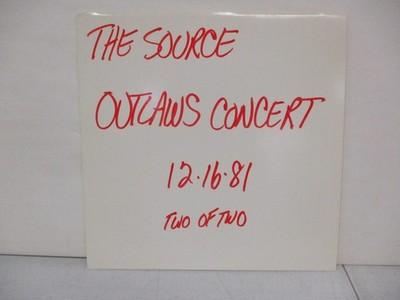 THE SOURCE
OUTLAWS CONCERT
12.16.81
TWO OF TWO